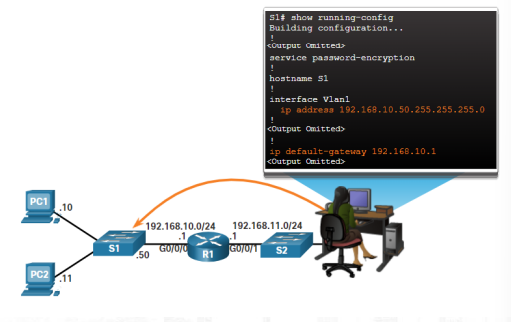 S1# show running-config
Building configuration...
!
<Output Omitted>
service password-encryption
!
hostname S1
!
interface Vlan1
ip address 192.168.10.50.255.255.255.0
!
<Output Omitted>
!
ip default-gateway 192.168.10.1
<Output Omitted>
PC1
.10
192.168.10.0/24
192.168.11.0/24
.1
.1
S1
.50
G0/0/0
R1
G0/0/1
S2
PC2
.11